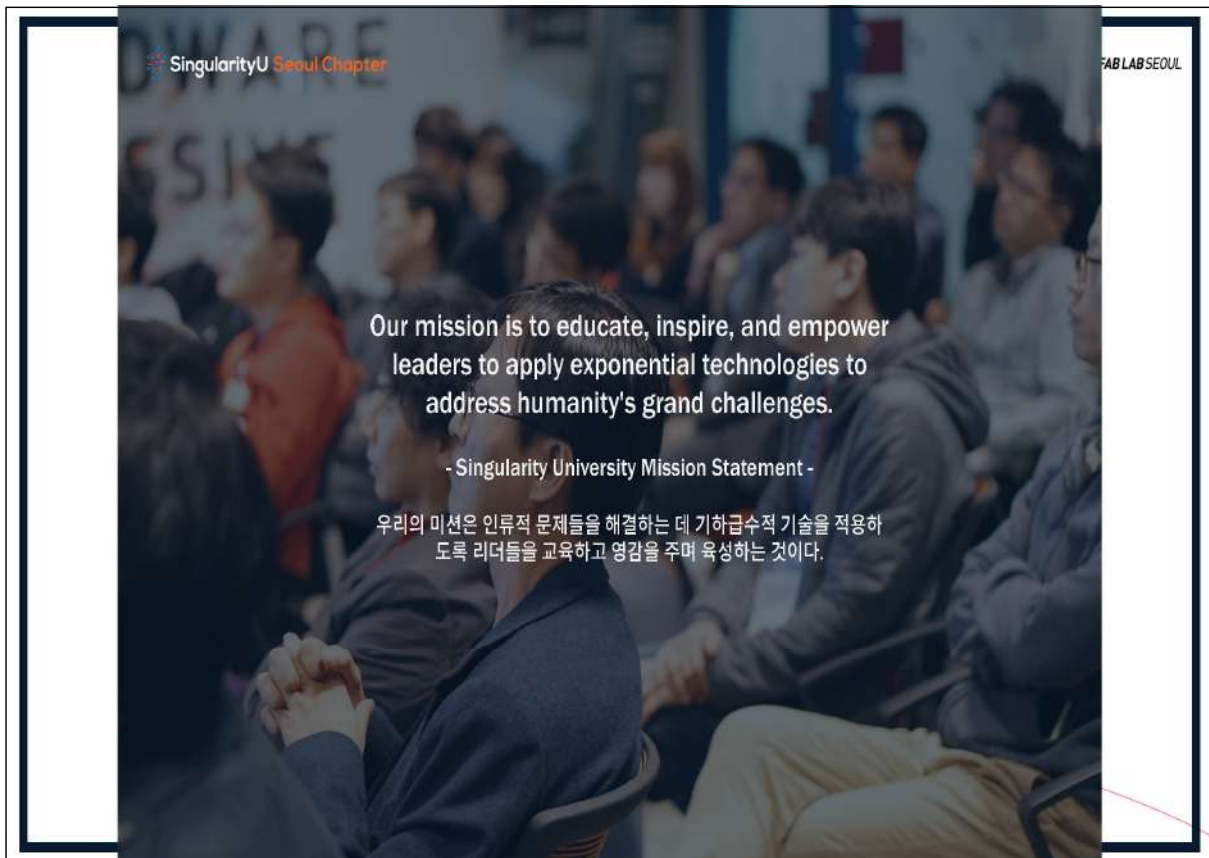 DWARE
SingularityU Seoul Chapter
FAB LAB SEOUL
Our mission is to educate, inspire, and empower
leaders to apply exponential technologies to
address humanity's grand challenges.
- Singularity University Mission Statement -
우리의 미션은 인류적 문제들을 해결하는 데 기하급수적 기술을 적용하
도록 리더들을 교육하고 영감을 주며 육성하는 것이다.